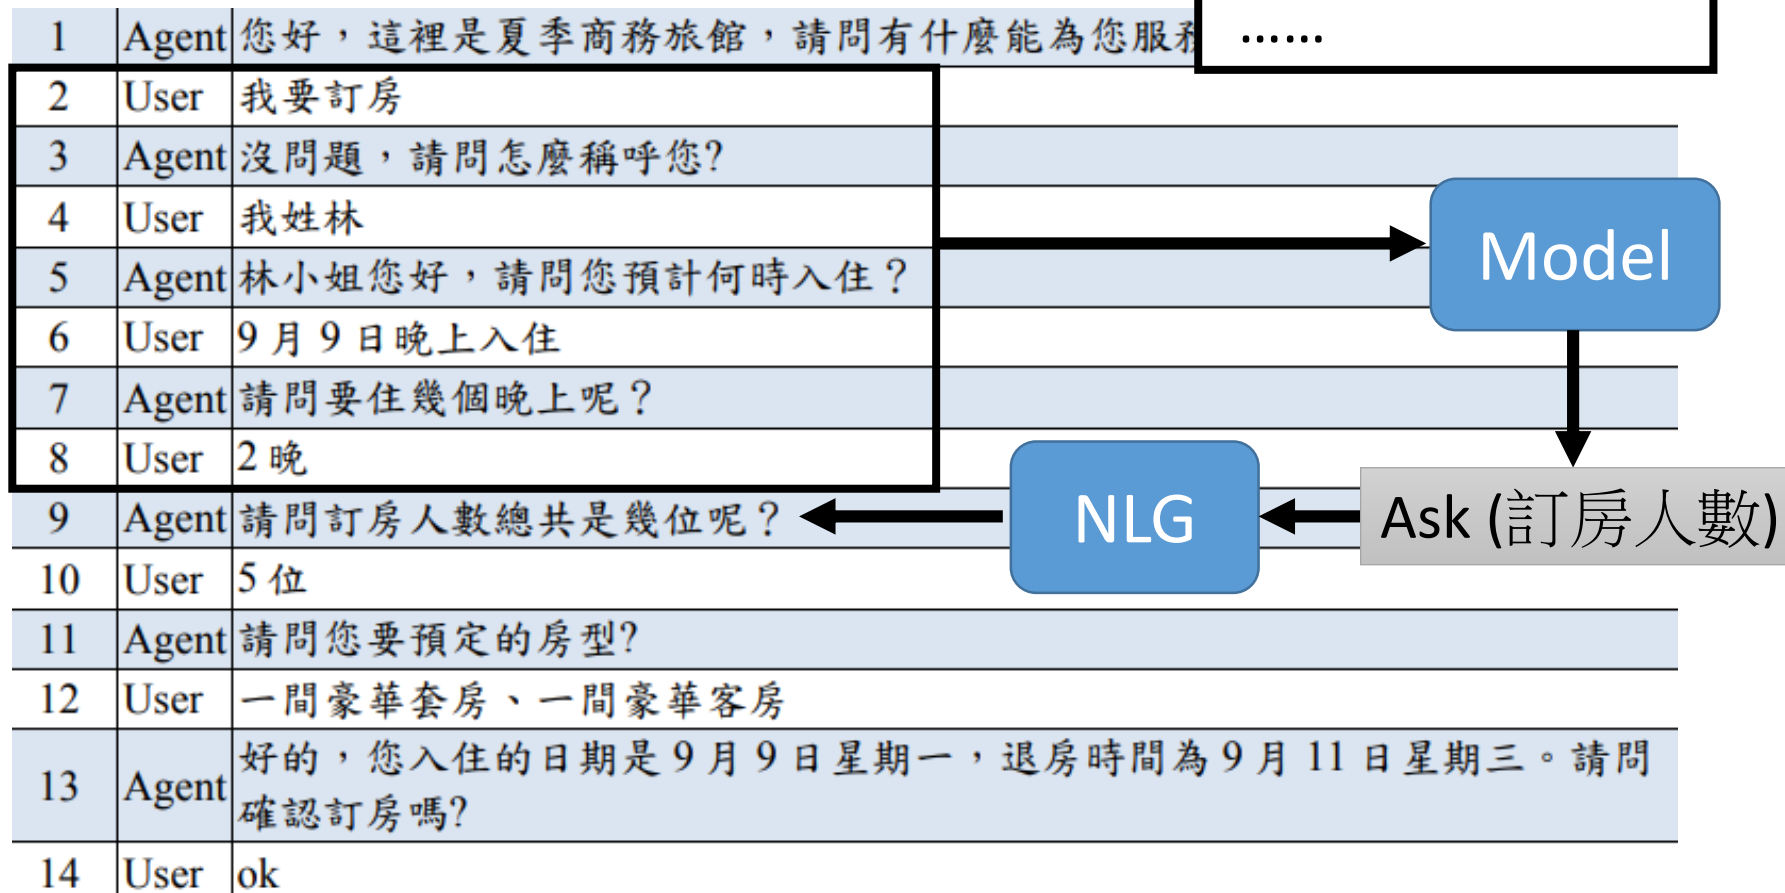 1 Agent 您好，這裡是夏季商務旅館，請問有什麼能為您服
......
2 User 我要訂房
3 Agent 沒問題，請問怎麼稱呼您?
4 User 我姓林
5 Agent 林小姐您好，請問您預計何時入住？
6 User 9 月 9 日晚上入住
7 Agent 請問要住幾個晚上呢？
8 User 2 晚
9 Agent 請問訂房人數總共是幾位呢？
10 User 5 位
11 Agent 請問您要預定的房型?
12 User 一間豪華套房、一間豪華客房
13 Agent 好的，您入住的日期是 9 月 9 日星期一，退房時間為 9 月 11 日星期三。請問
確認訂房嗎?
14 User ok
Model
NLG
Ask (訂房人數)